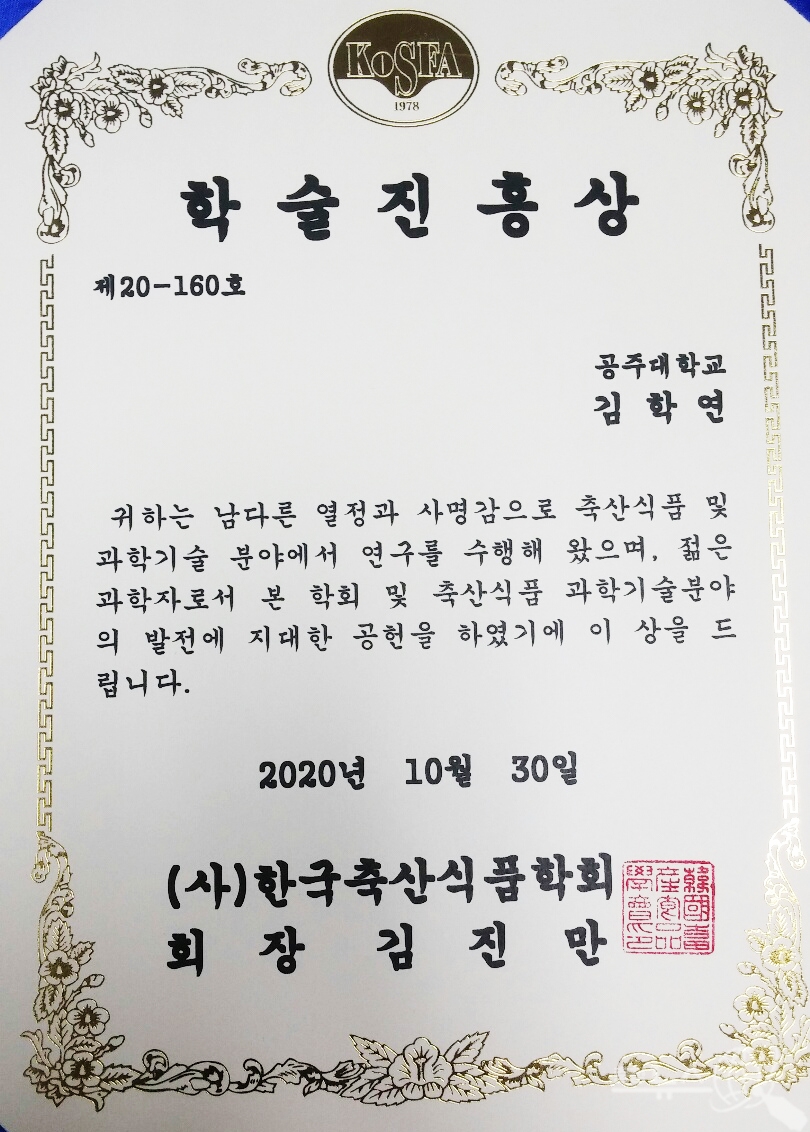 KoSFA
1978
학술진흥상
제20-160호
공주대학교
김 학 연
귀하는 남다른 열정과 사명감으로 축산식품 및
과학기술 분야에서 연구를 수행해 왔으며, 젊은
과학자로서 본 학회 및 축산식품 과학기술분야
의 발전에 지대한 공헌을 하였기에 이 상을 드
립니다.
2020년 10월 30일
(사)한국축산식품학회
회 장 김 진 만